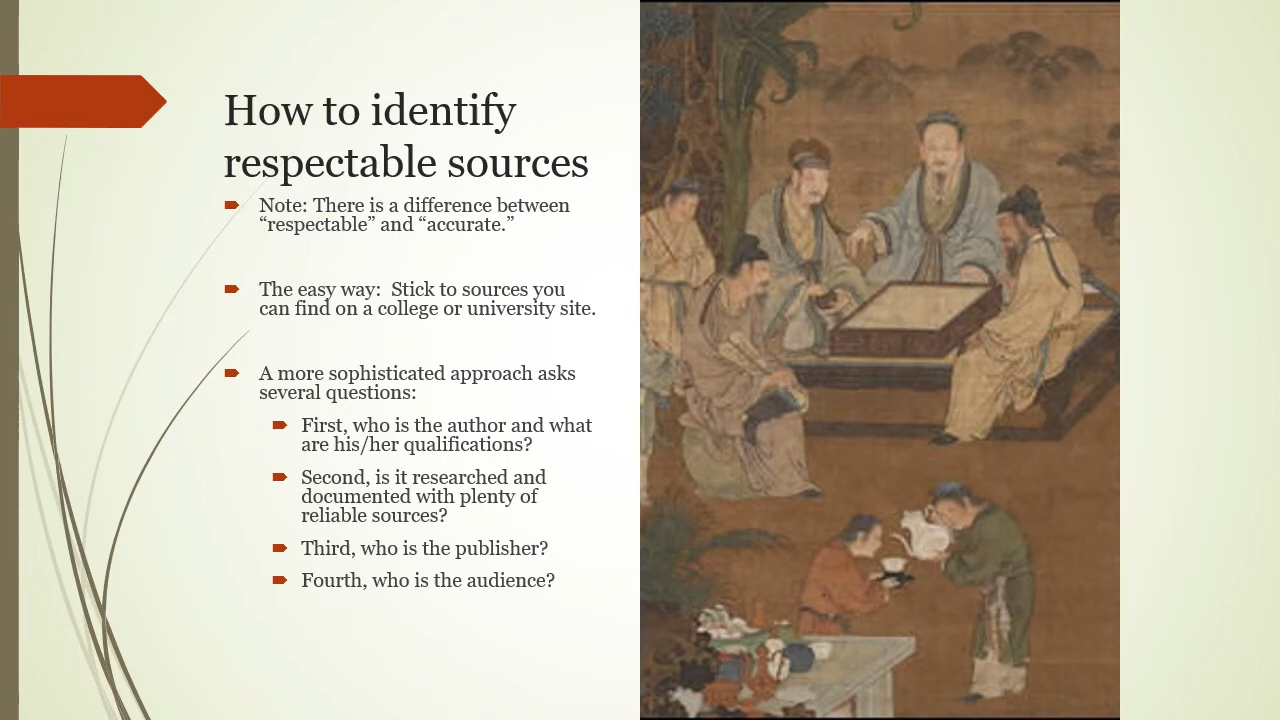 How to identify
respectable sources
Note: There is a difference between
“respectable” and “accurate.”
The easy way:  Stick to sources you
can find on a college or university site.
A more sophisticated approach asks
several questions:
First, who is the author and what
are his/her qualifications?
Second, is it researched and
documented with plenty of
reliable sources?
Third, who is the publisher?
Fourth, who is the audience?